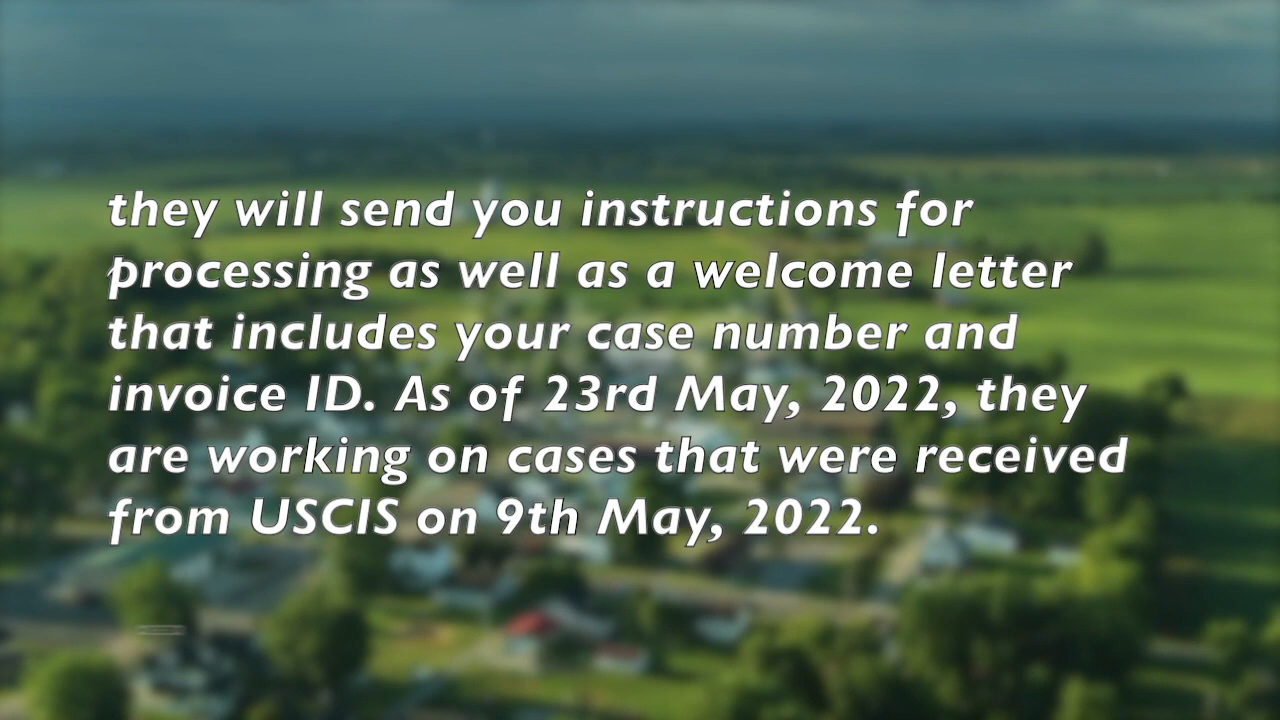 they will send you instructions for
processing as well as a welcome letter
that includes your case number and
invoice ID. As of 23rd May, 2022, they
are working on cases that were received
from USCIS on 9th May, 2022.